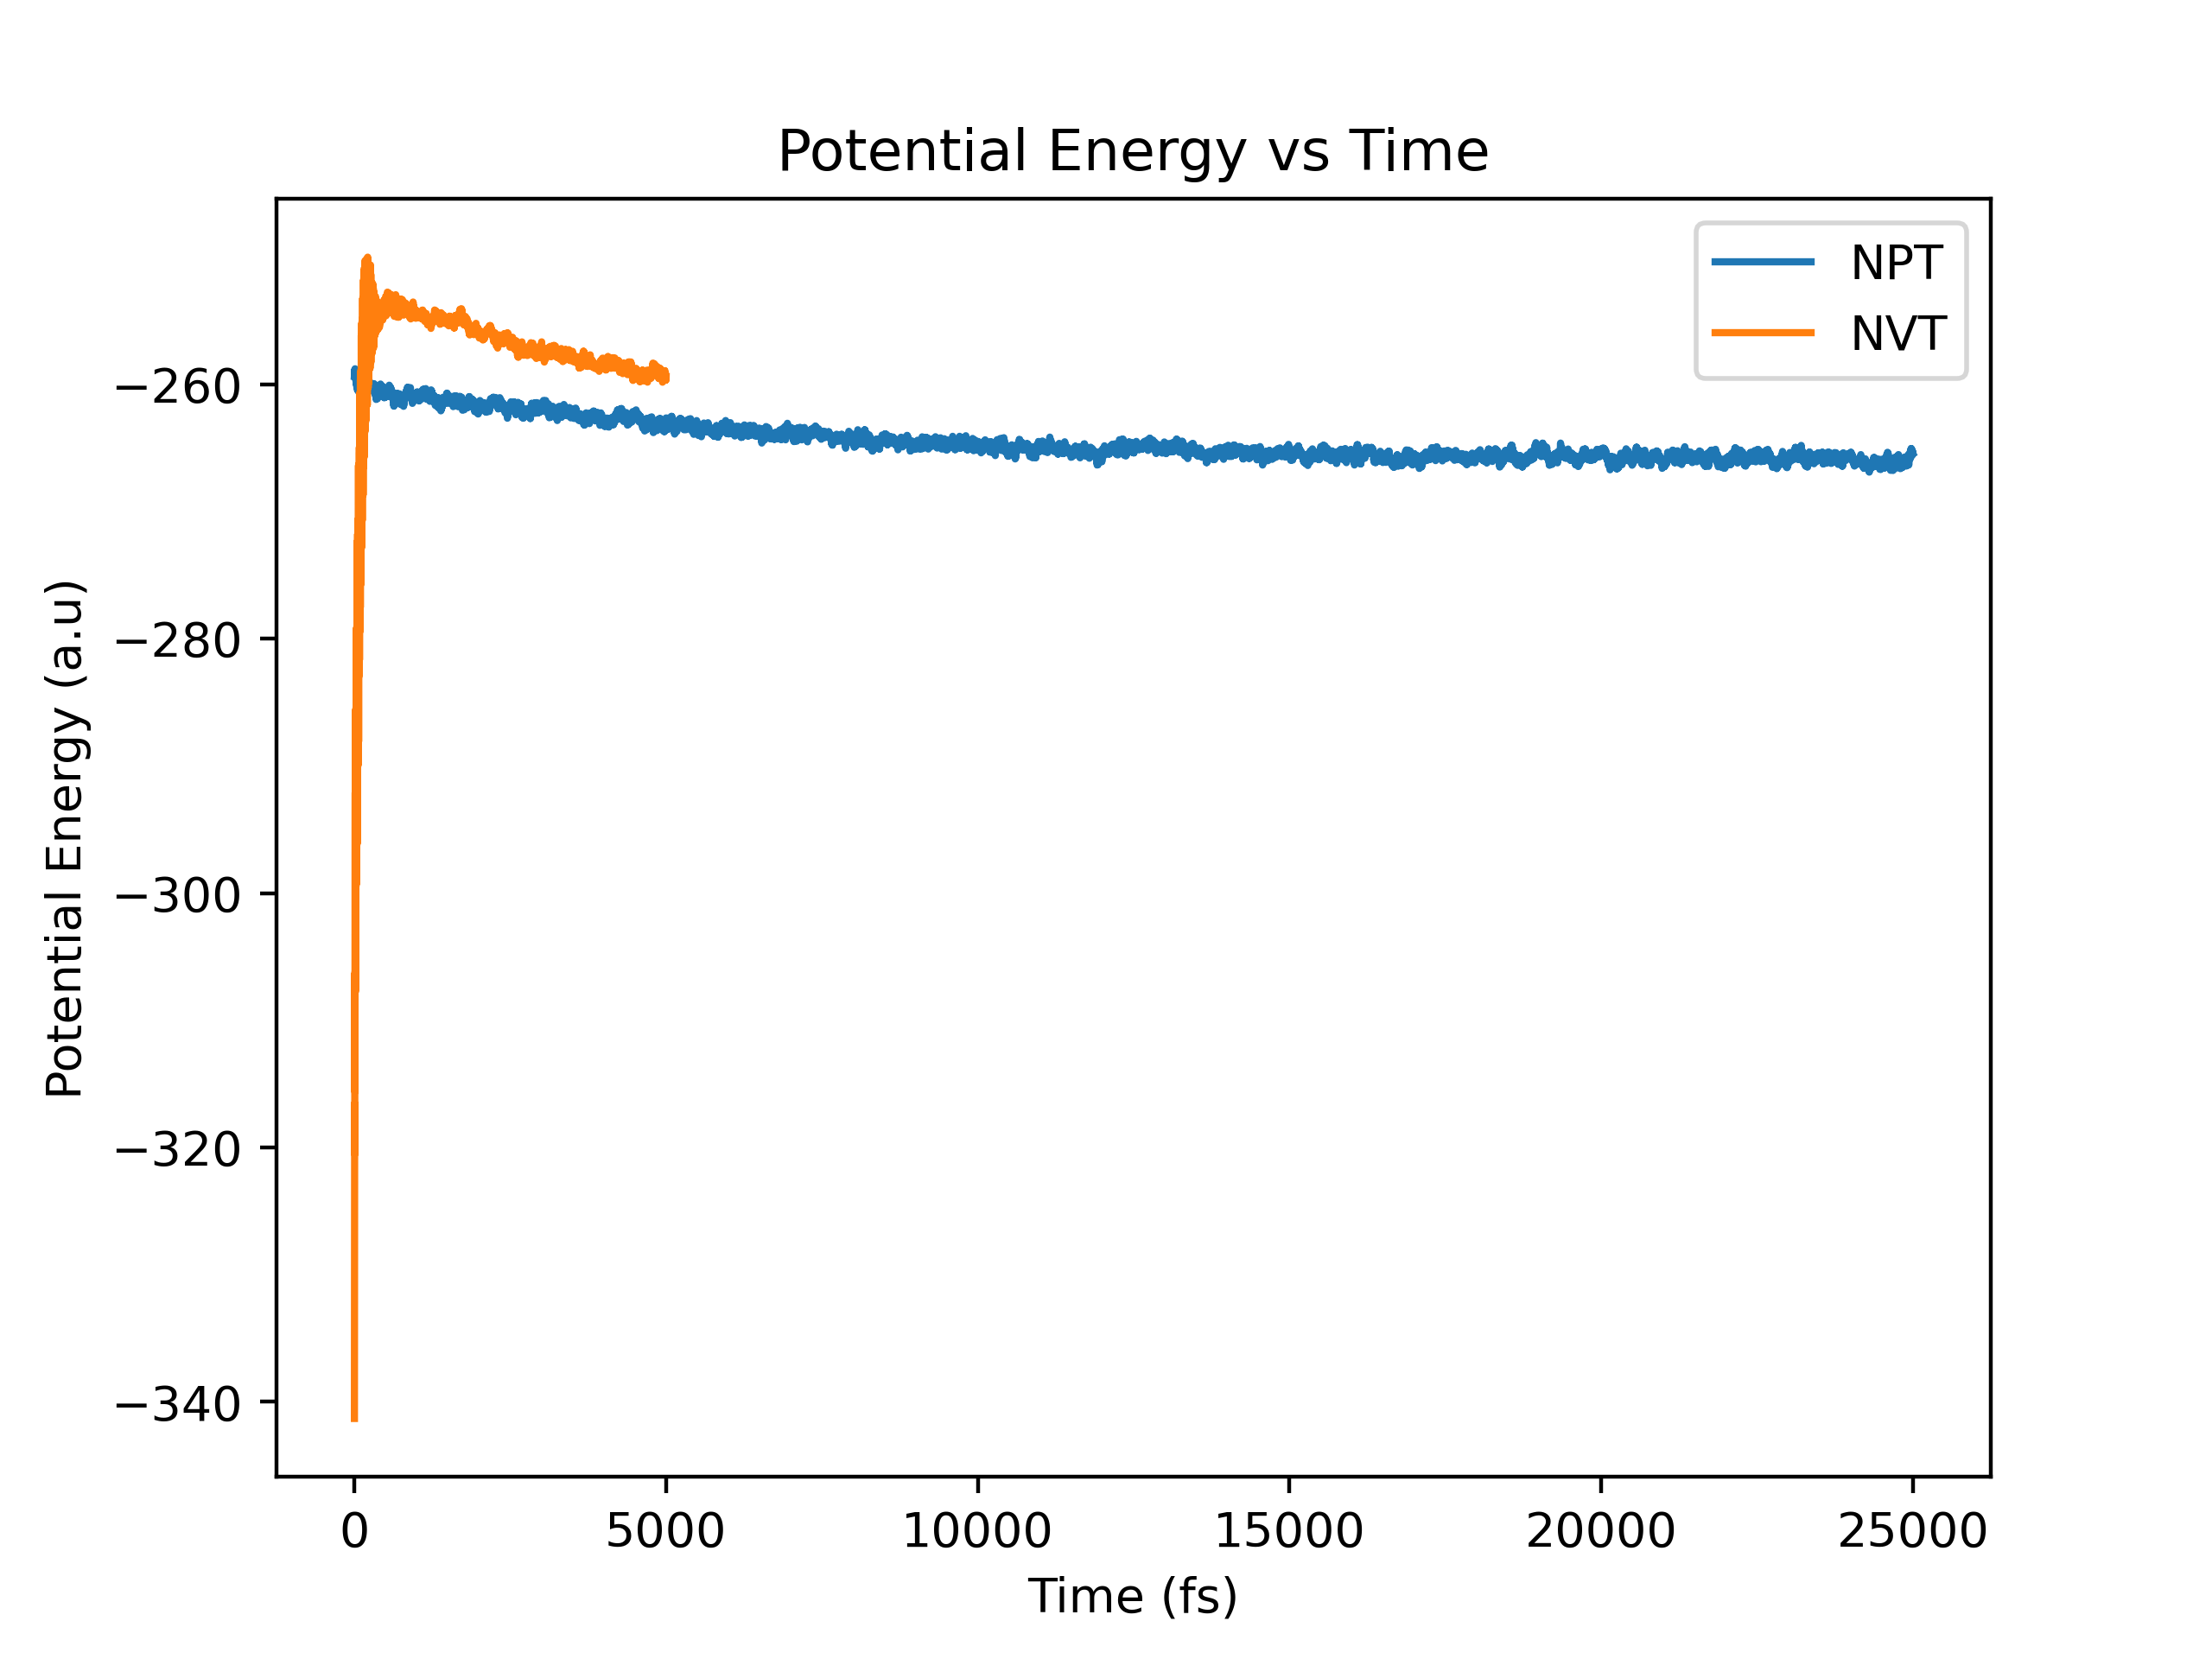 Potential Energy vs Time
NPT
NVT
Potential Energy (a.u)
−260
−280
−300
−320
−340
0 5000 10000 15000 20000 25000
Time (fs)